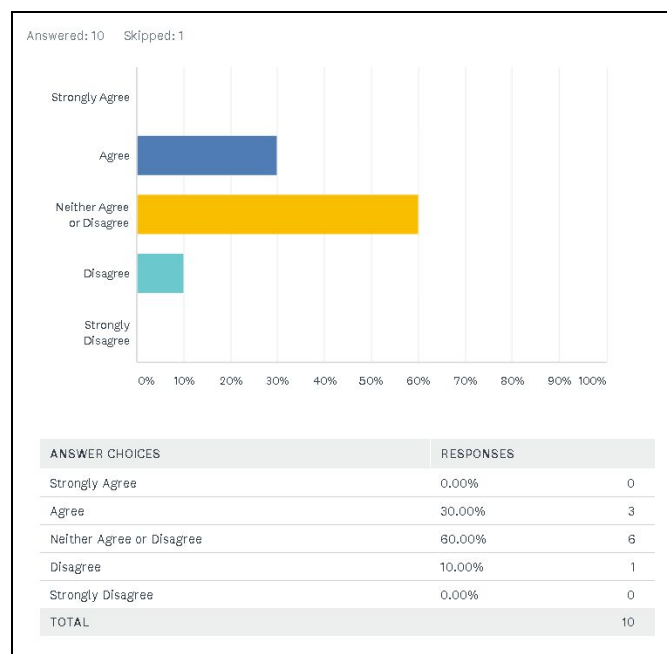 Answered: 10 Skipped: 1
Strongly Agree
Agree
Neither Agree
or Disagree
Disagree
Strongly
Disagree
0% 10% 20% 30% 40% 50% 60% 70% 80% 90% 100%
ANSWER CHOICES RESPONSES
Strongly Agree 0.00% 0
Agree 30.00% 3
Neither Agree or Disagree 60.00% 6
Disagree 10.00% 1
Strongly Disagree 0.00% 0
TOTAL 10